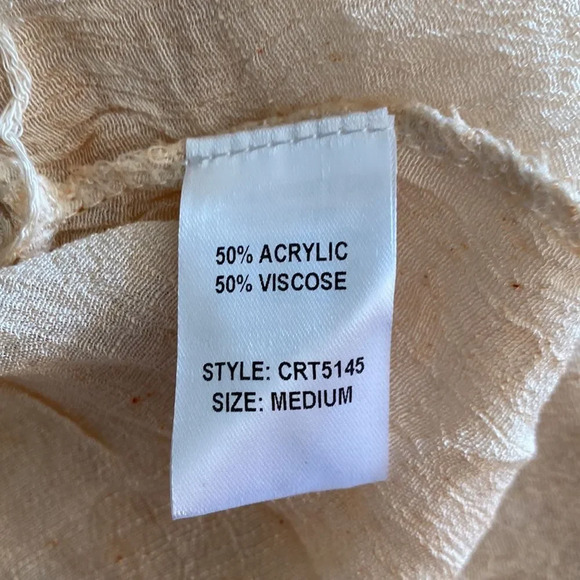 50% ACRYLIC
50% VISCOSE
STYLE: CRT5145
SIZE: MEDIUM